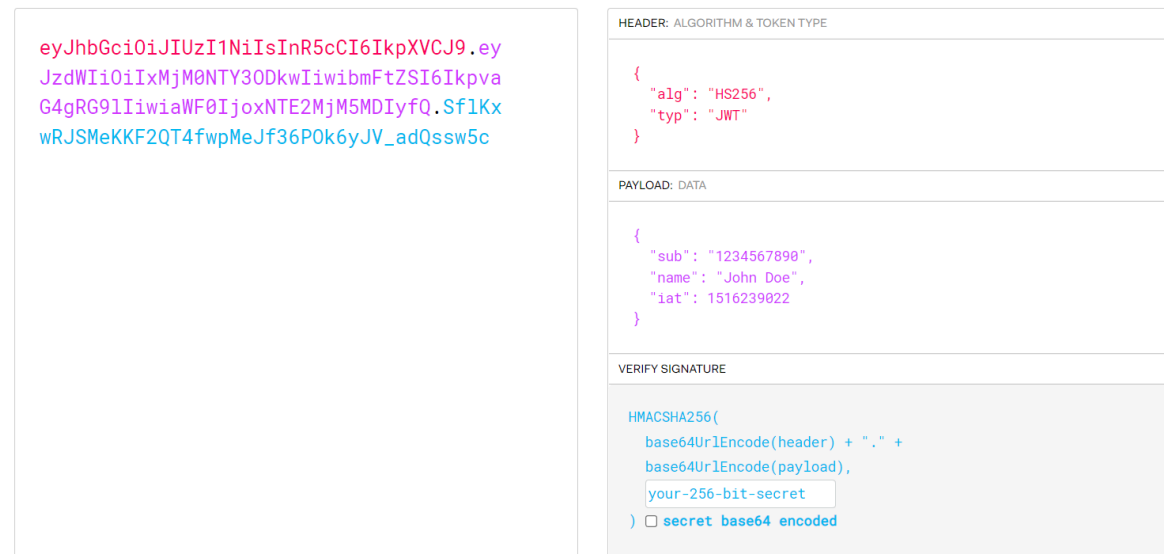 eyJhbGciOiJIUzI1NiIsInR5cCI6IkpXVCJ9.ey
JzdWIiOiIxMjM0NTY3ODkwIiwibmFtZSI6Ikpva
G4gRG9lIiwiaWF0IjoxNTE2MjM5MDIyfQ.SflKx
wRJSMeKKF2QT4fwpMeJf36POk6yJV_adQssw5c
HEADER: ALGORITHM & TOKEN TYPE
{
"alg": "HS256",
"typ": "JWT"
}
PAYLOAD: DATA
{
"sub": "1234567890",
"name": "John Doe",
"iat": 1516239022
}
VERIFY SIGNATURE
HMACSHA256(
base64UrlEncode(header) + "." +
base64UrlEncode(payload),
your-256-bit-secret
) secret base64 encoded